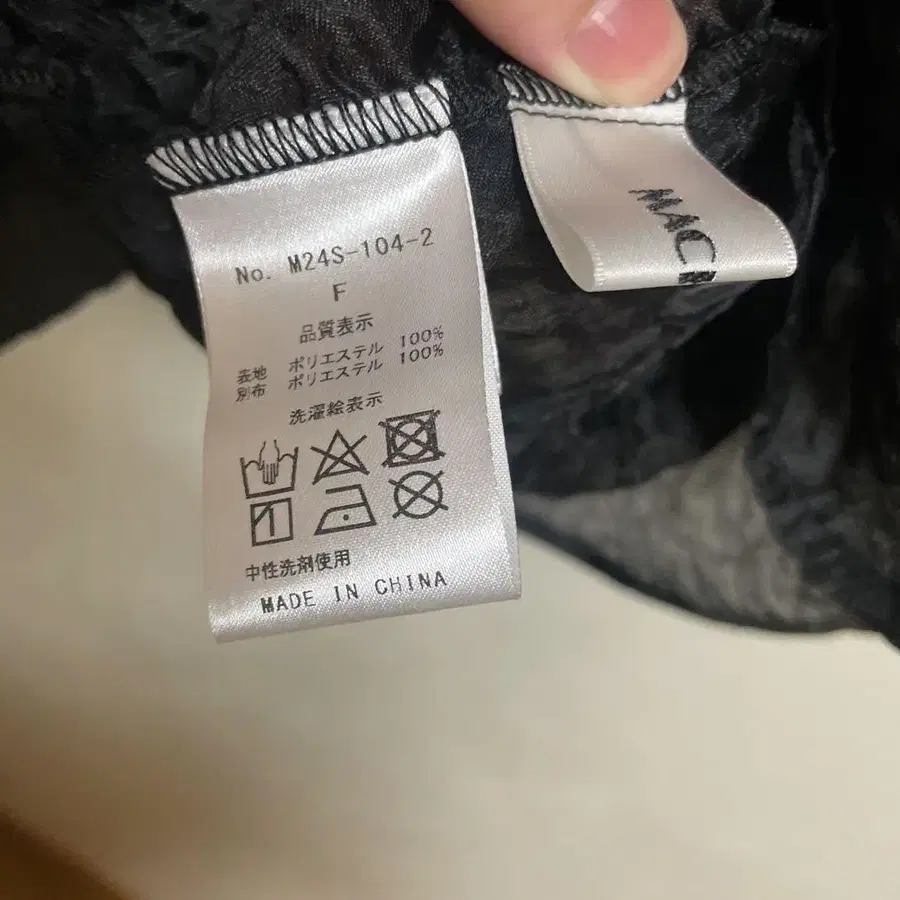 No. M24S-104-2
F
品質表示
表地 ポリエステル 100%
別布 ポリエステル 100%
洗濯絵表示
中性洗剤使用
MADE IN CHINA
MAC